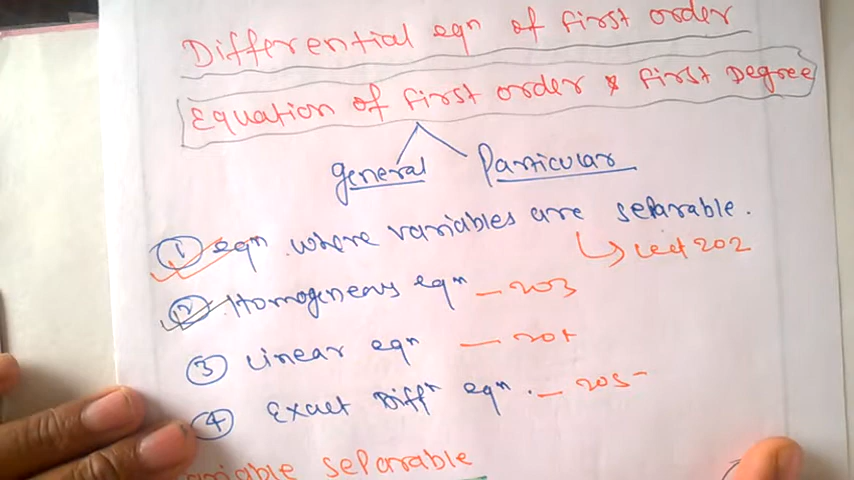 Differential eqn of first order
Equation of first order & first Degree
general Particular
① eqn where variables are separable.
↳ Lect 202
② Homogeneous eqn - 203
③ Linear eqn - 204
④ Exact Diffn eqn. - 205
variable separable